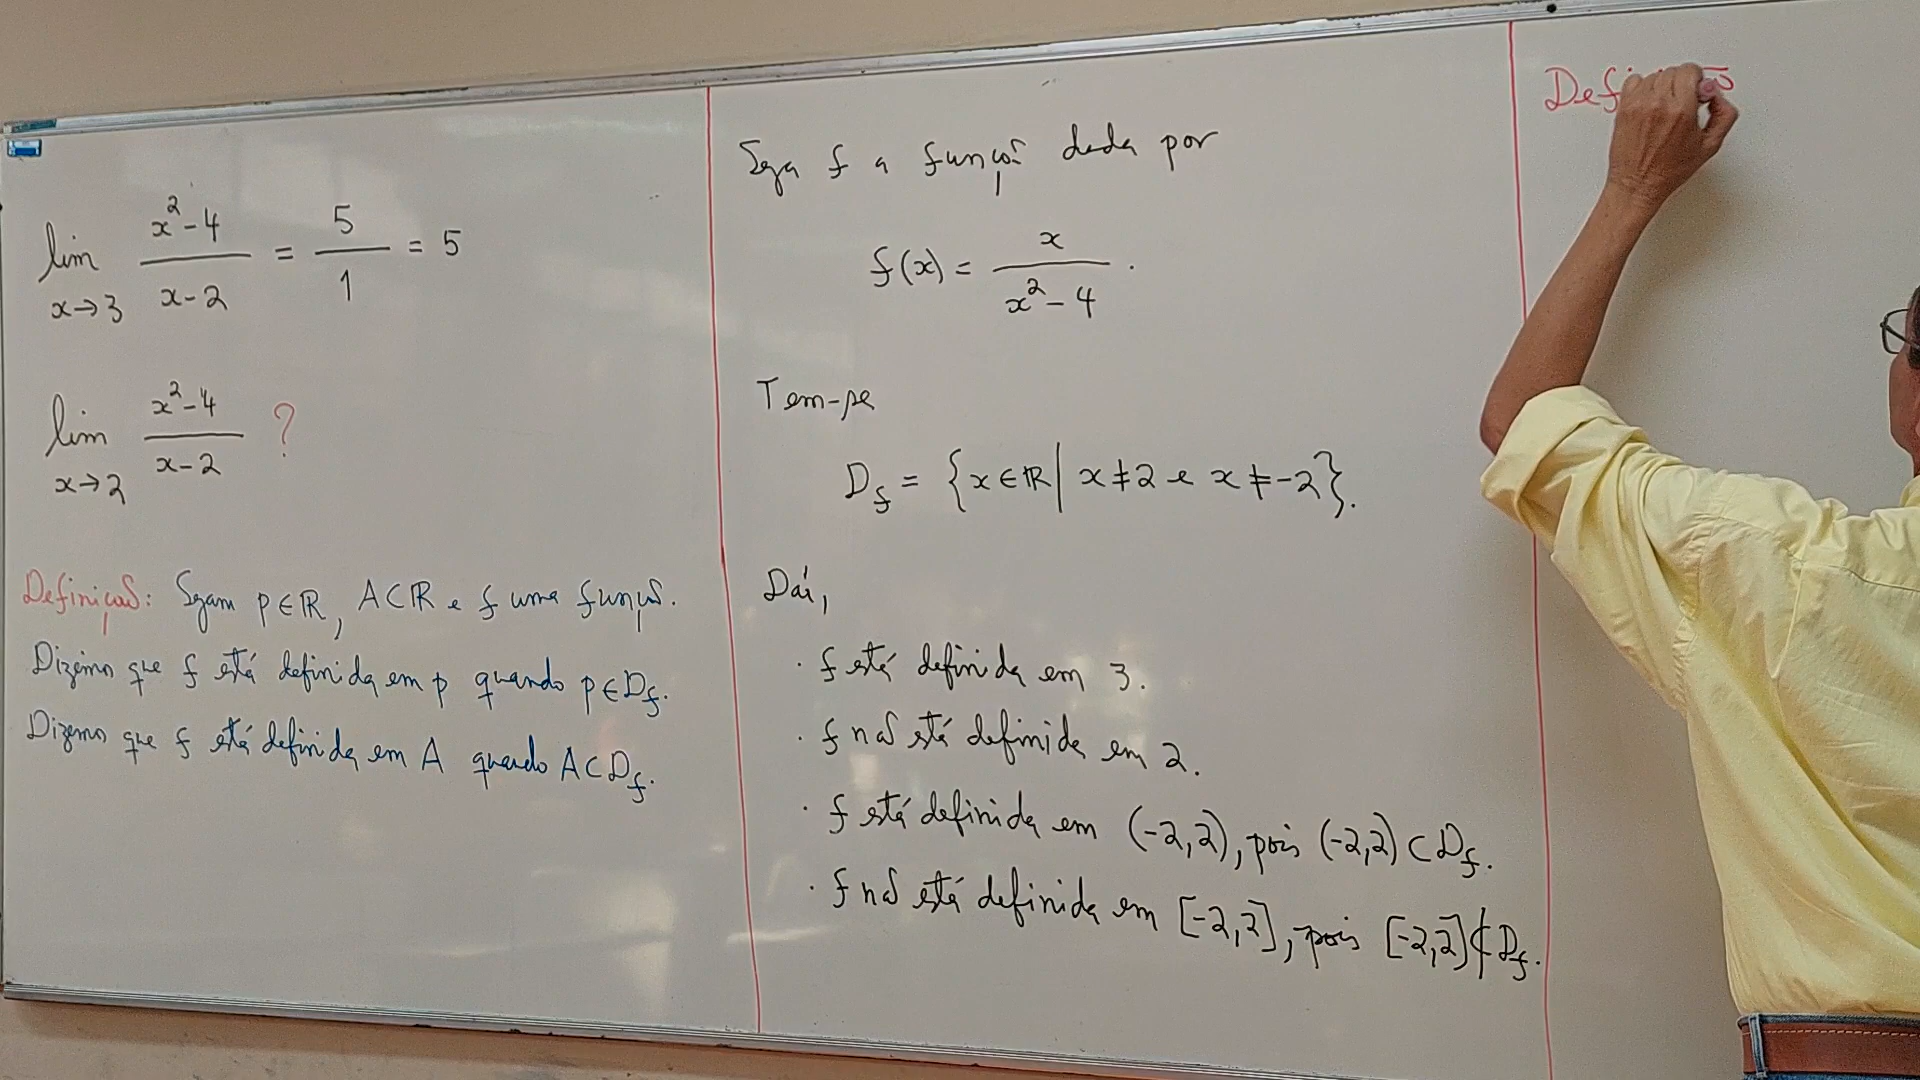 lim x→3 (x²-4)/(x-2) = 5/1 = 5
lim x→2 (x²-4)/(x-2) ?
Definição: Sejam p∈ℝ, A⊂ℝ e f uma função.
Dizemos que f está definida em p quando p∈D_f.
Dizemos que f está definida em A quando A⊂D_f.
Seja f a função dada por
f(x) = x/(x²-4).
Tem-se
D_f = {x∈ℝ | x≠2 e x≠-2}.
Daí,
· f está definida em 3.
· f não está definida em 2.
· f está definida em (-2,2), pois (-2,2)⊂D_f.
· f não está definida em [-2,2], pois [-2,2]⊄D_f.